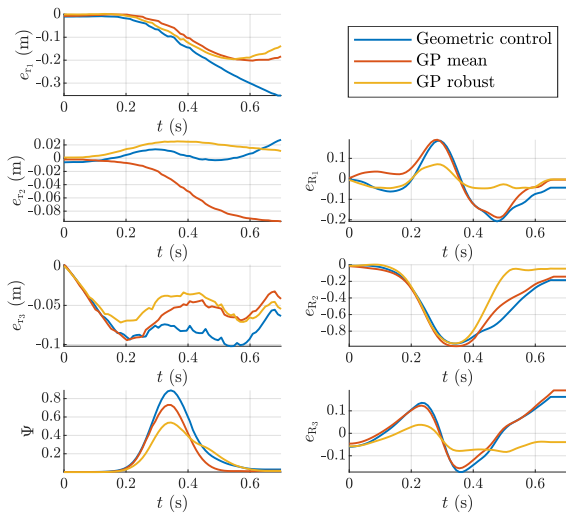 0
-0.1
-0.2
-0.3
e_r₁ (m)
0 0.2 0.4 0.6
t (s)
Geometric control
GP mean
GP robust
0.02
0
-0.02
-0.04
-0.06
-0.08
e_r₂ (m)
0 0.2 0.4 0.6
t (s)
0.1
0
-0.1
-0.2
e_R₁
0 0.2 0.4 0.6
t (s)
0
-0.05
-0.1
e_r₃ (m)
0 0.2 0.4 0.6
t (s)
0
-0.2
-0.4
-0.6
-0.8
e_R₂
0 0.2 0.4 0.6
t (s)
0.8
0.6
0.4
0.2
Ψ
0 0.2 0.4 0.6
t (s)
0.1
0
-0.1
e_R₃
0 0.2 0.4 0.6
t (s)